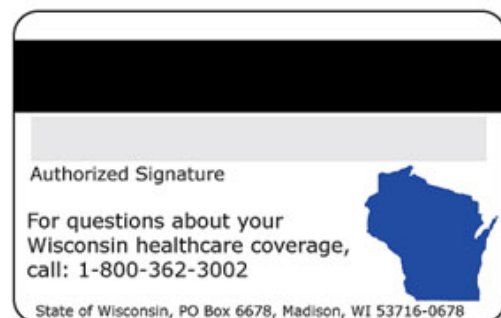 Authorized Signature
For questions about your
Wisconsin healthcare coverage,
call: 1-800-362-3002
State of Wisconsin, PO Box 6678, Madison, WI 53716-0678